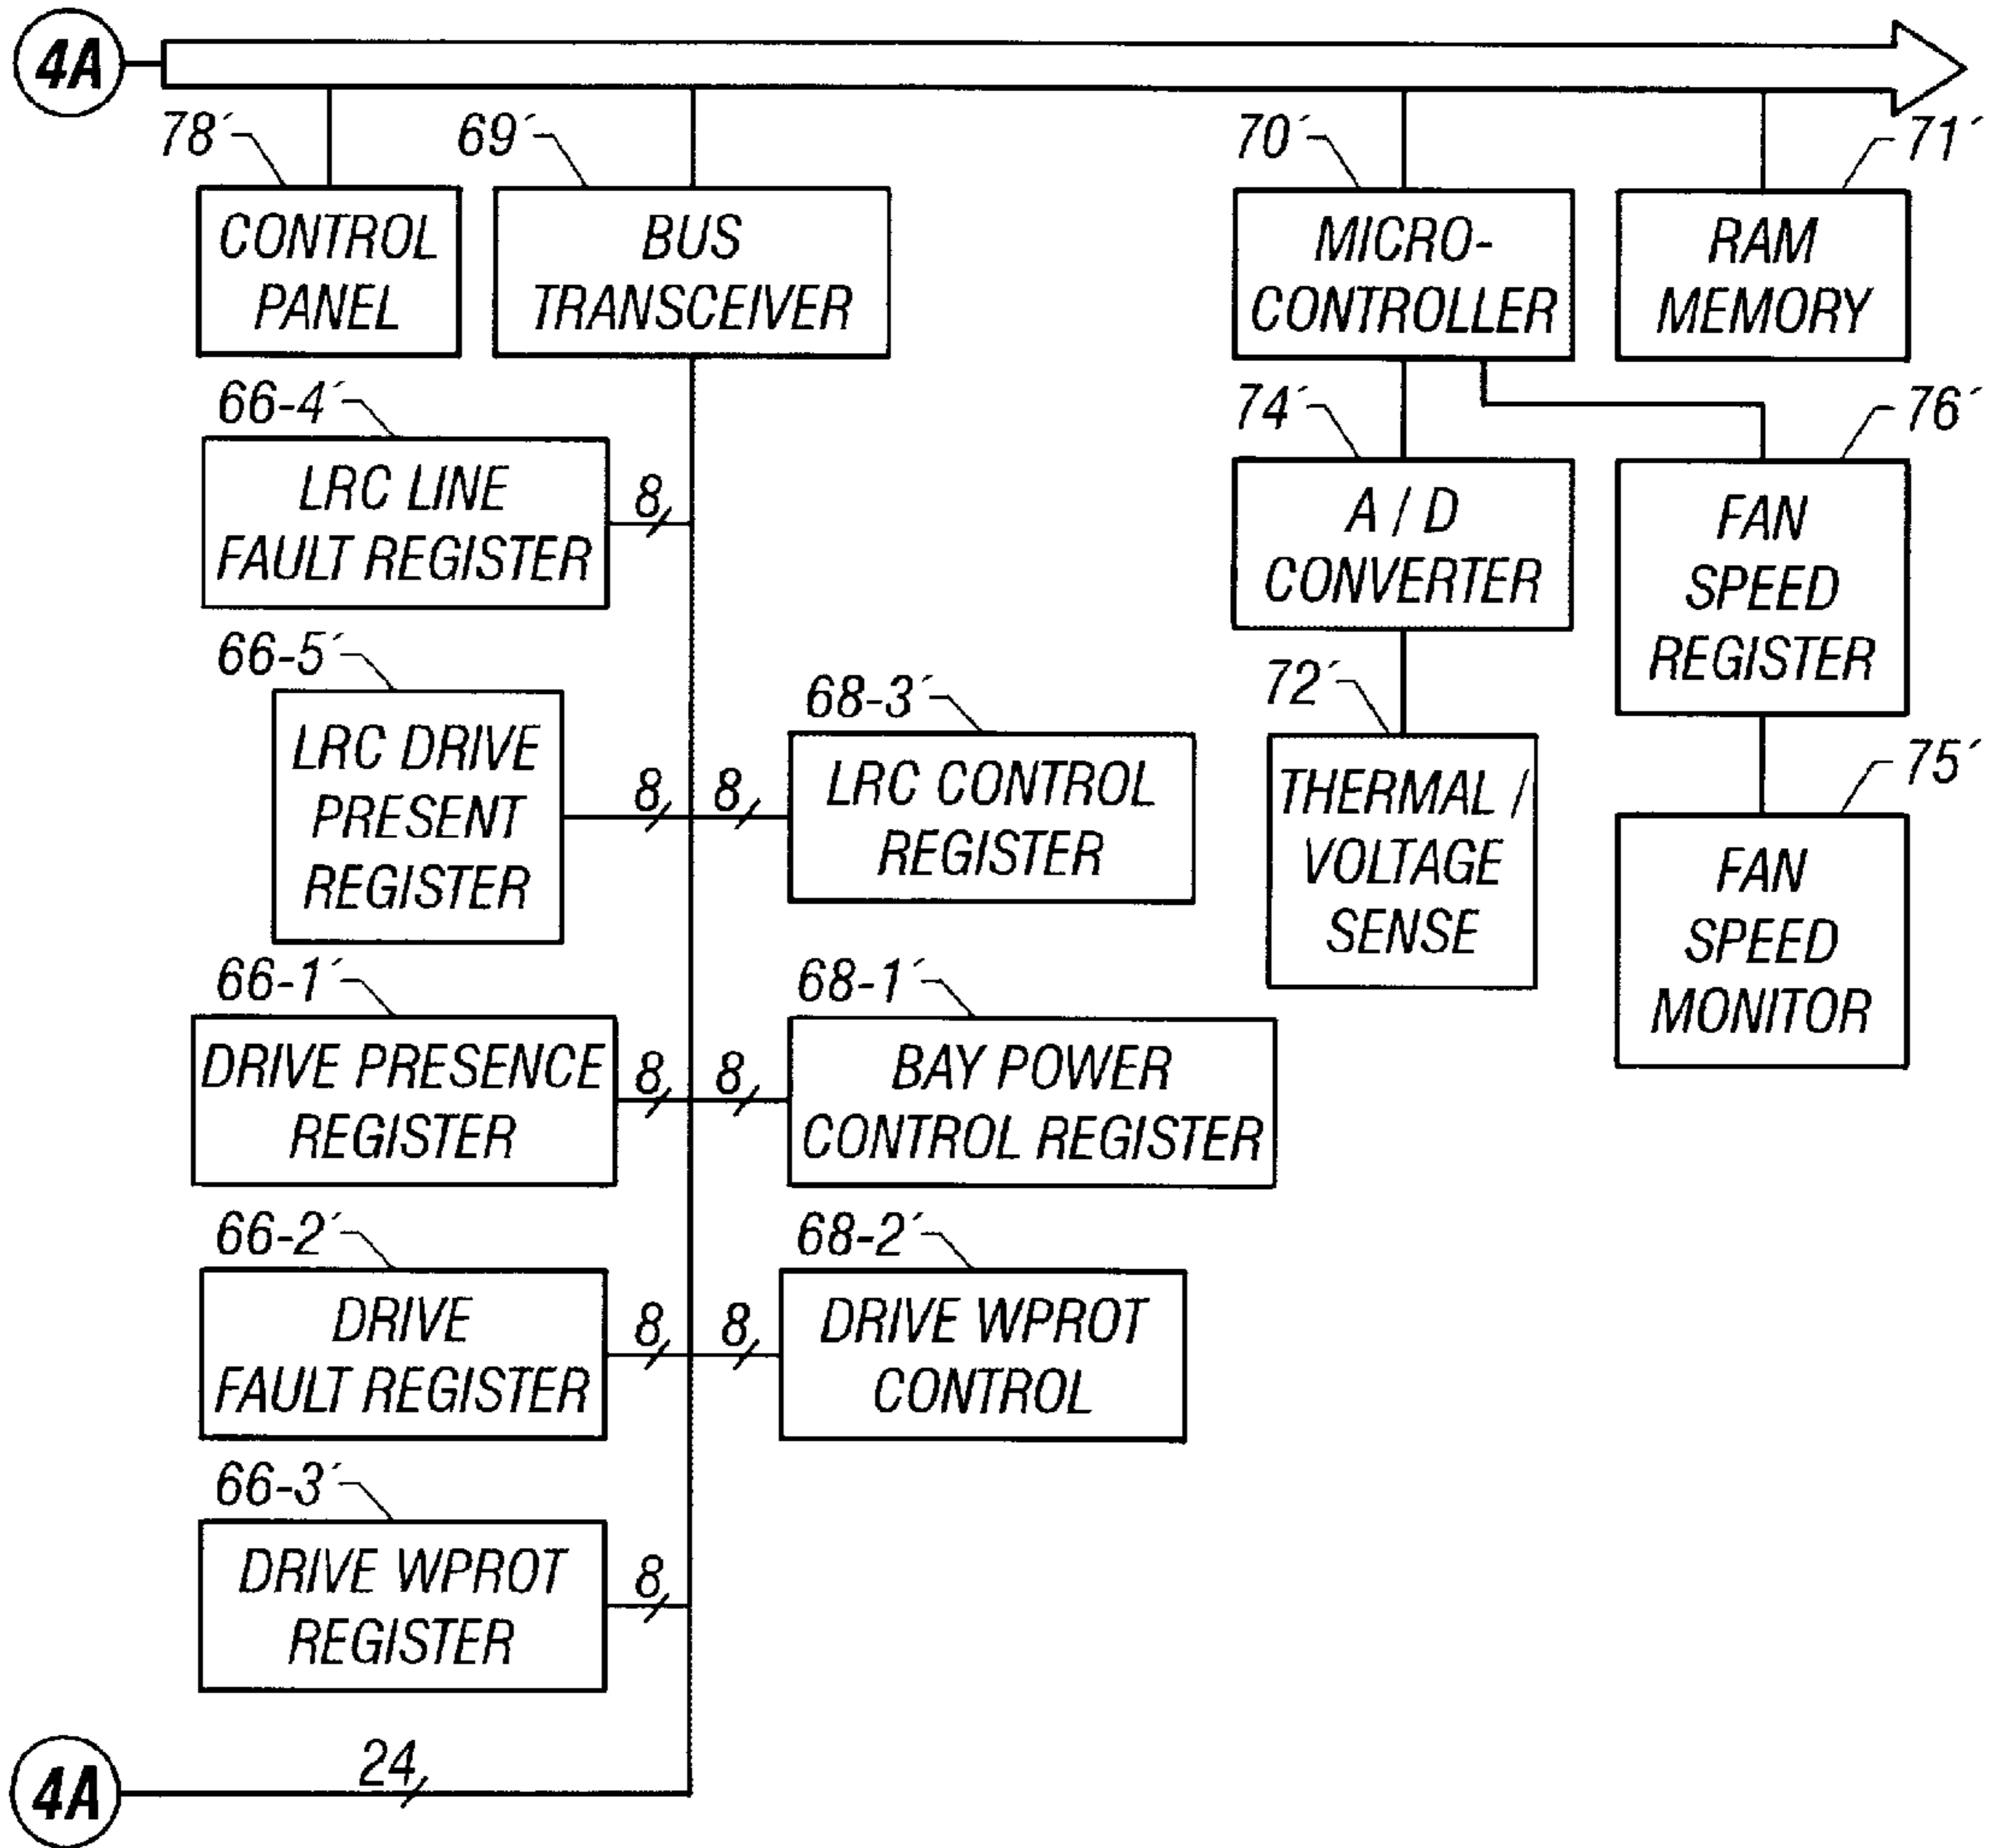 4A
78´
69´
70´
71´
CONTROL
PANEL
BUS
TRANSCEIVER
MICRO-
CONTROLLER
RAM
MEMORY
66-4´
74´
76´
LRC LINE
FAULT REGISTER
8
A / D
CONVERTER
FAN
SPEED
REGISTER
66-5´
68-3´
72´
75´
LRC DRIVE
PRESENT
REGISTER
8
8
LRC CONTROL
REGISTER
THERMAL /
VOLTAGE
SENSE
FAN
SPEED
MONITOR
66-1´
68-1´
DRIVE PRESENCE
REGISTER
8
8
BAY POWER
CONTROL REGISTER
66-2´
68-2´
DRIVE
FAULT REGISTER
8
8
DRIVE WPROT
CONTROL
66-3´
DRIVE WPROT
REGISTER
8
4A
24